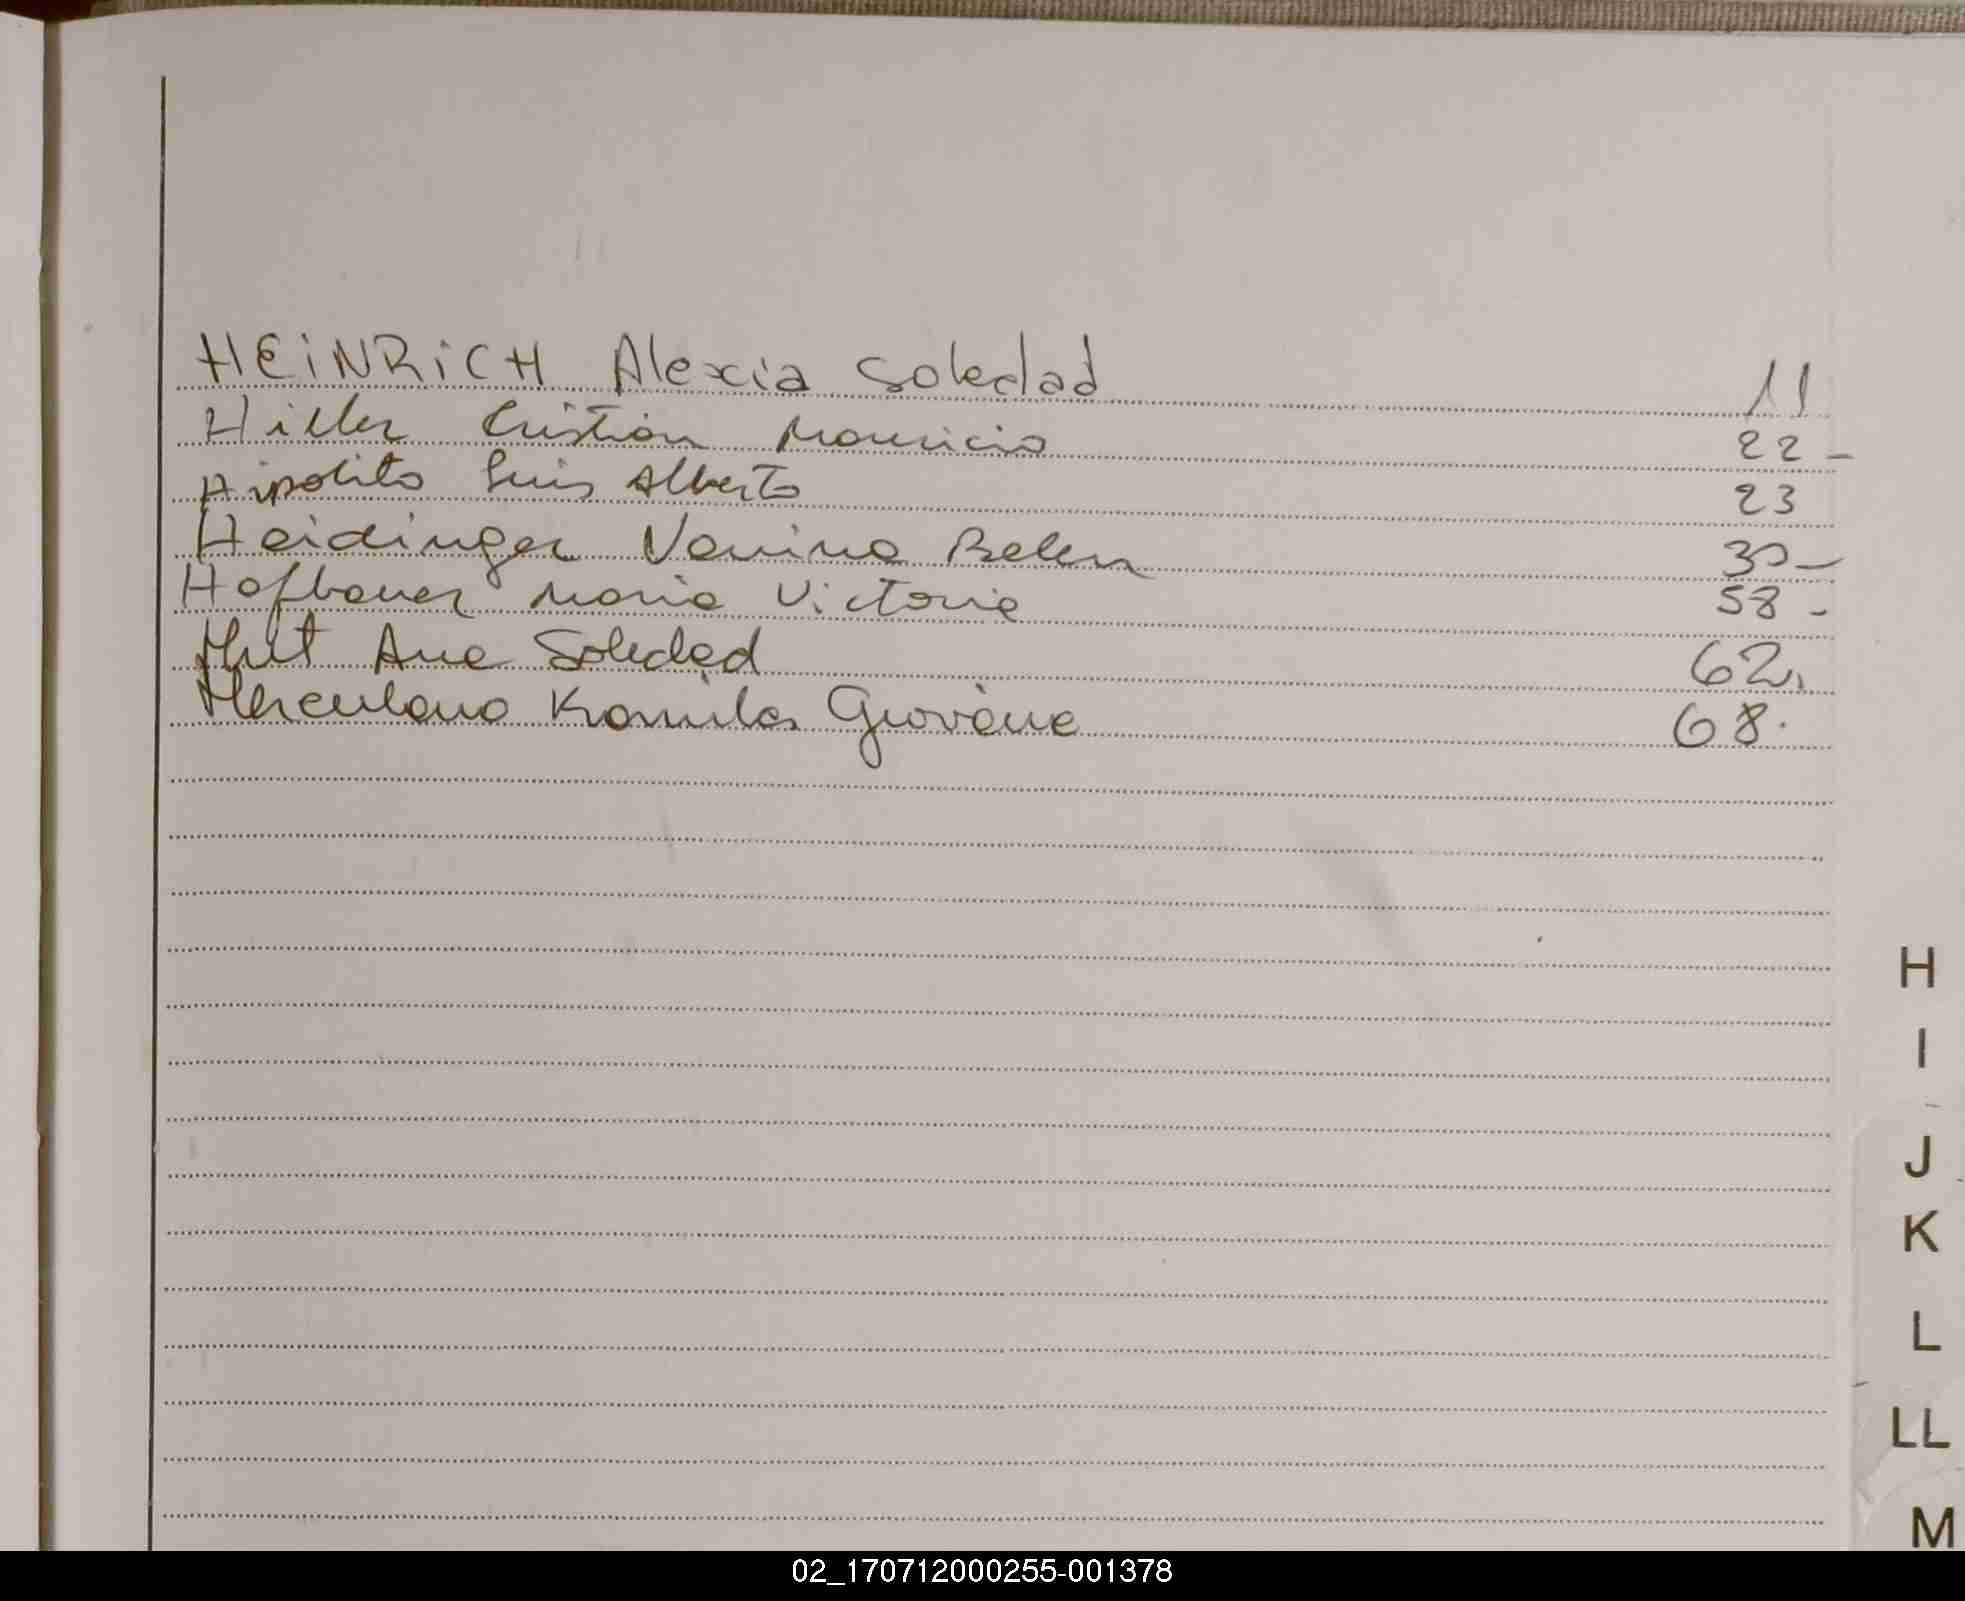 HEINRICH Alexia Soledad 11
Hiller Cristian Mauricio 22 -
Hipolito Luis Alberto 23
Heidinger Vanina Belen 30 -
Hofbauer Maria Victoria 58 -
Hut Ana Soledad 62.
Herculano Kamila Giovana 68.
H
I
J
K
L
LL
M
02_170712000255-001378